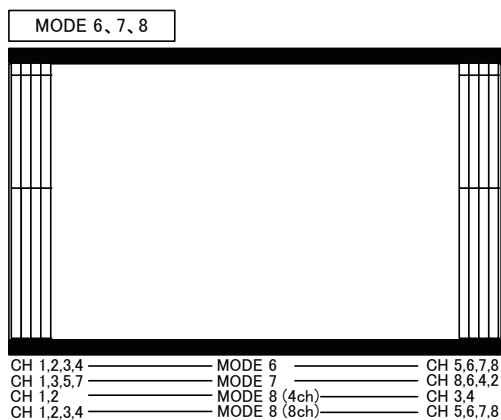 MODE 6、7、8
CH 1,2,3,4 MODE 6 CH 5,6,7,8
CH 1,3,5,7 MODE 7 CH 8,6,4,2
CH 1,2 MODE 8 (4ch) CH 3,4
CH 1,2,3,4 MODE 8 (8ch) CH 5,6,7,8